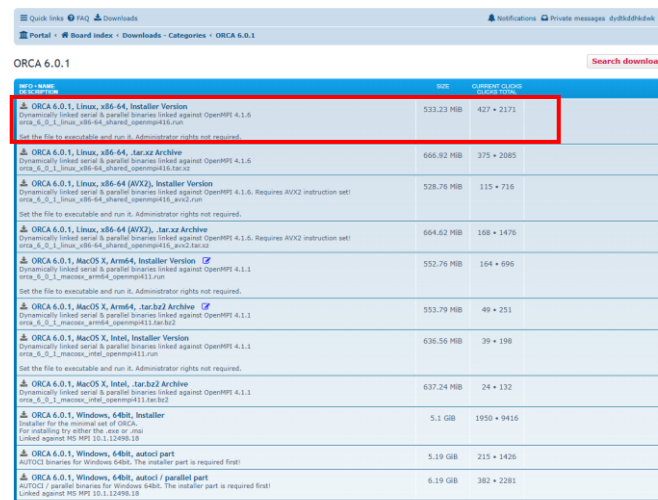 Quick links FAQ Downloads
Notifications Private messages dydtkddhkdwk
Portal ‹ Board index ‹ Downloads - Categories ‹ ORCA 6.0.1
ORCA 6.0.1
Search downloa
INFO • NAME SIZE CURRENT CLICKS
DESCRIPTION CLICKS TOTAL
ORCA 6.0.1, Linux, x86-64, Installer Version 533.23 MiB 427 • 2171
Dynamically linked serial & parallel binaries linked against OpenMPI 4.1.6
orca_6_0_1_linux_x86-64_shared_openmpi416.run
Set the file to executable and run it. Administrator rights not required.
ORCA 6.0.1, Linux, x86-64, .tar.xz Archive 666.92 MiB 375 • 2085
Dynamically linked serial & parallel binaries linked against OpenMPI 4.1.6
orca_6_0_1_linux_x86-64_shared_openmpi416.tar.xz
ORCA 6.0.1, Linux, x86-64 (AVX2), Installer Version 528.76 MiB 115 • 716
Dynamically linked serial & parallel binaries linked against OpenMPI 4.1.6. Requires AVX2 instruction set!
orca_6_0_1_linux_x86-64_shared_openmpi416_avx2.run
Set the file to executable and run it. Administrator rights not required.
ORCA 6.0.1, Linux, x86-64 (AVX2), .tar.xz Archive 664.62 MiB 168 • 1476
Dynamically linked serial & parallel binaries linked against OpenMPI 4.1.6. Requires AVX2 instruction set!
orca_6_0_1_linux_x86-64_shared_openmpi416_avx2.tar.xz
ORCA 6.0.1, MacOS X, Arm64, Installer Version 552.76 MiB 164 • 696
Dynamically linked serial & parallel binaries linked against OpenMPI 4.1.1
orca_6_0_1_macosx_arm64_openmpi411.run
Set the file to executable and run it. Administrator rights not required.
ORCA 6.0.1, MacOS X, Arm64, .tar.bz2 Archive 553.79 MiB 49 • 251
Dynamically linked serial & parallel binaries linked against OpenMPI 4.1.1
orca_6_0_1_macosx_arm64_openmpi411.tar.bz2
ORCA 6.0.1, MacOS X, Intel, Installer Version 636.56 MiB 39 • 198
Dynamically linked serial & parallel binaries linked against OpenMPI 4.1.1
orca_6_0_1_macosx_intel_openmpi411.run
Set the file to executable and run it. Administrator rights not required.
ORCA 6.0.1, MacOS X, Intel, .tar.bz2 Archive 637.24 MiB 24 • 132
Dynamically linked serial & parallel binaries linked against OpenMPI 4.1.1
orca_6_0_1_macosx_intel_openmpi411.tar.bz2
ORCA 6.0.1, Windows, 64bit, Installer 5.1 GiB 1950 • 9416
Installer for the minimal set of ORCA.
For installing try either the .exe or .msi
Linked against MS MPI 10.1.12498.18
ORCA 6.0.1, Windows, 64bit, autoci part 5.19 GiB 215 • 1426
AUTOCI binaries for Windows 64bit. The installer part is required first!
ORCA 6.0.1, Windows, 64bit, autoci / parallel part 6.19 GiB 382 • 2281
AUTOCI / parallel binaries for Windows 64bit. The installer part is required first!
Linked against MS MPI 10.1.12498.18